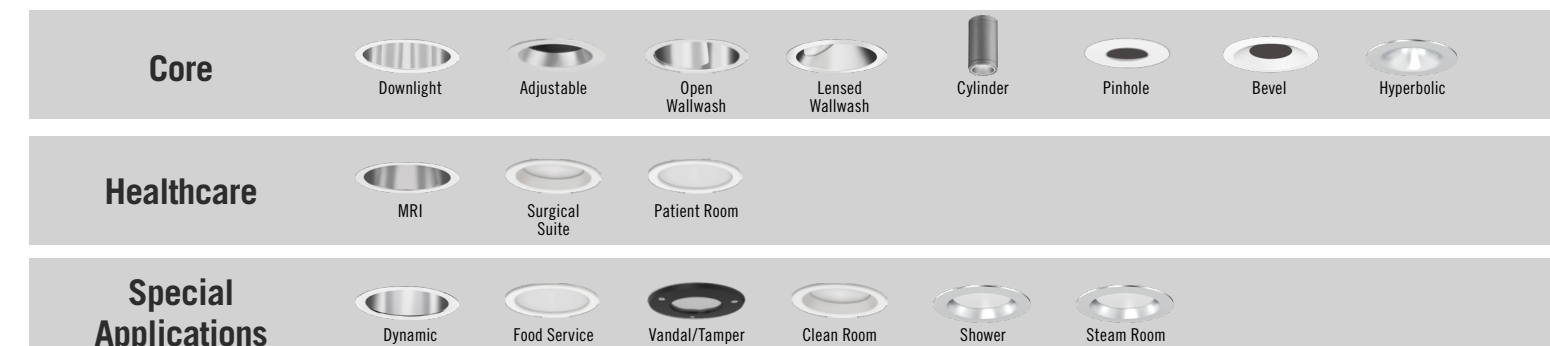 Core
Downlight
Adjustable
Open
Wallwash
Lensed
Wallwash
Cylinder
Pinhole
Bevel
Hyperbolic
Healthcare
MRI
Surgical
Suite
Patient Room
Special
Applications
Dynamic
Food Service
Vandal/Tamper
Clean Room
Shower
Steam Room